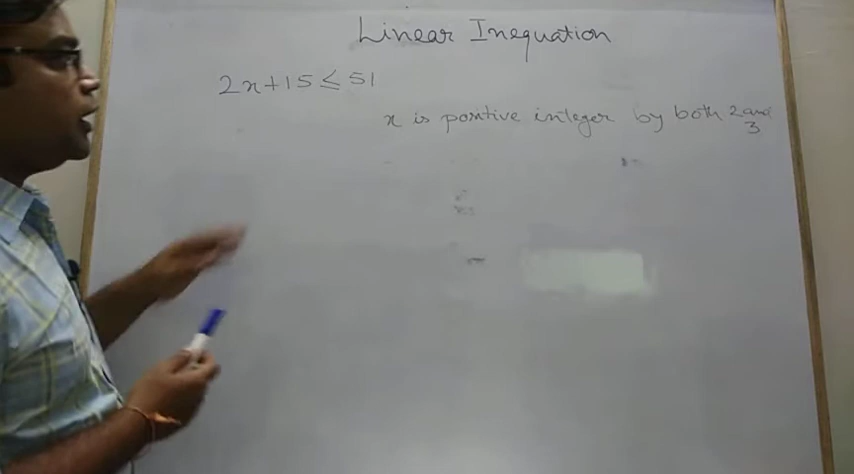 Linear Inequation
2x+15≤51
x is positive integer by both 2 and
3